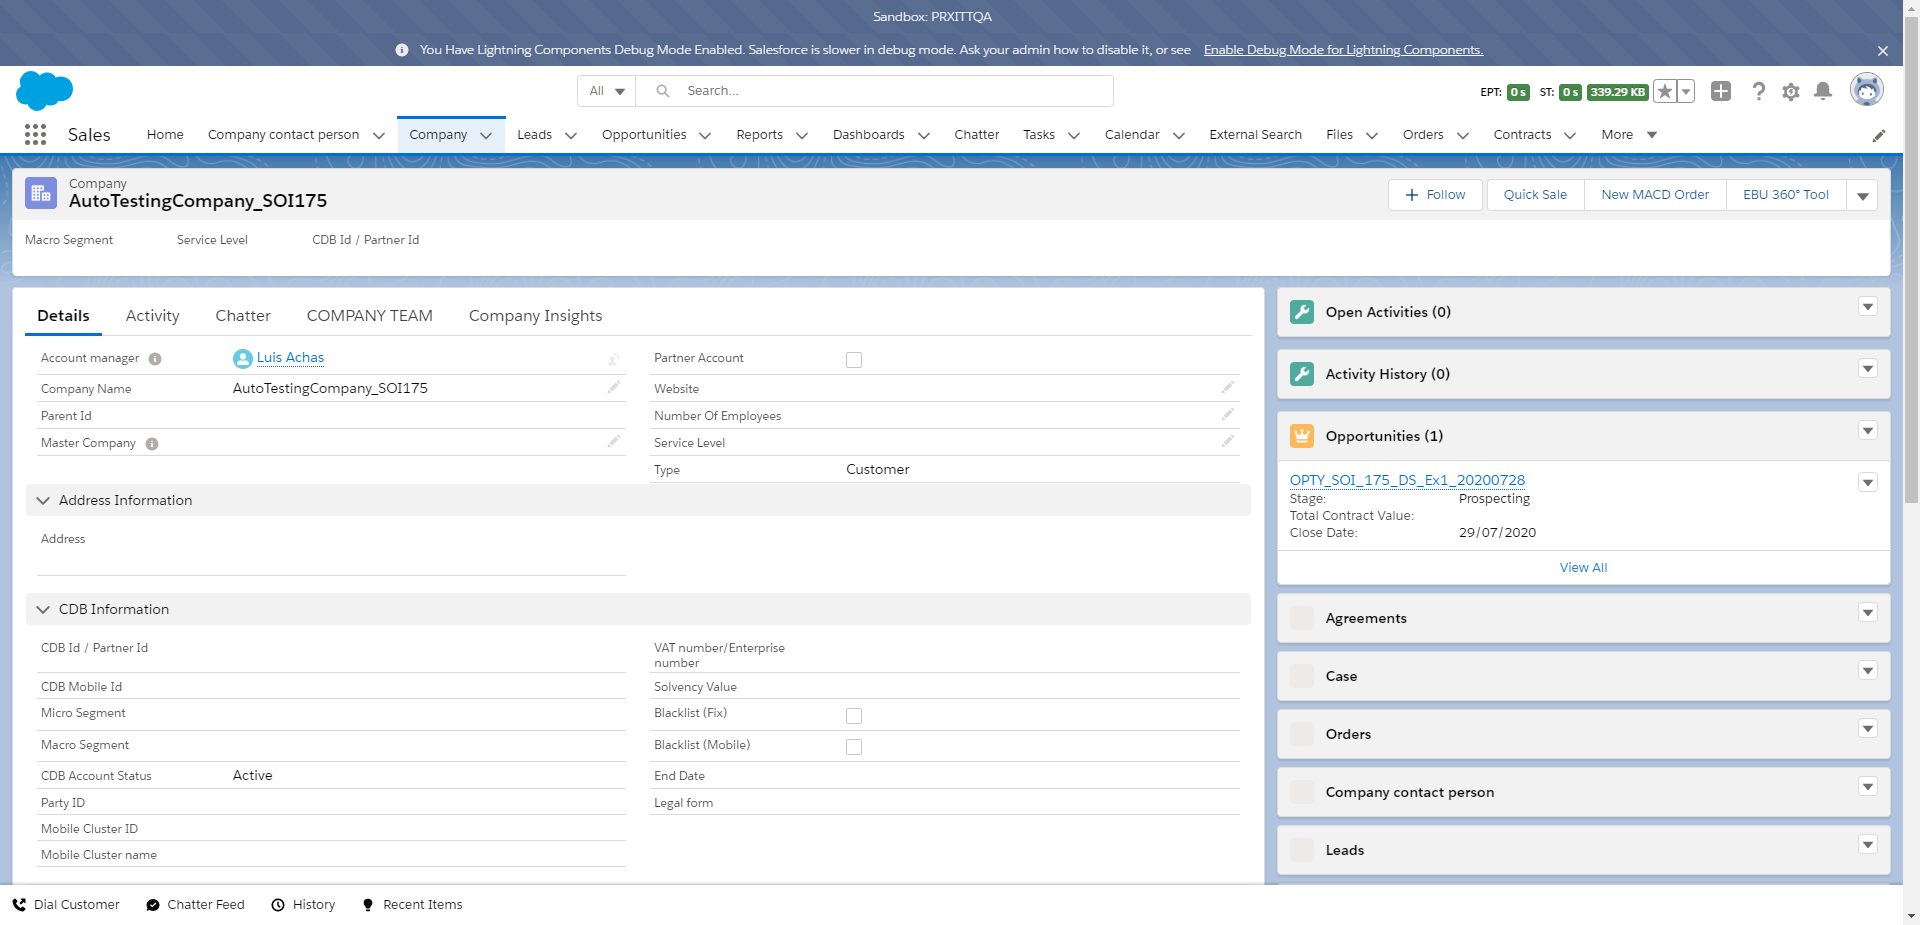 Sandbox: PRXITTQA
You Have Lightning Components Debug Mode Enabled. Salesforce is slower in debug mode. Ask your admin how to disable it, or see Enable Debug Mode for Lightning Components.
All Search... EPT: 0 s ST: 0 s 339.29 KB
Sales Home Company contact person Company Leads Opportunities Reports Dashboards Chatter Tasks Calendar External Search Files Orders Contracts More
Company
AutoTestingCompany_SOI175
Follow Quick Sale New MACD Order EBU 360° Tool
Macro Segment Service Level CDB Id / Partner Id
Details Activity Chatter COMPANY TEAM Company Insights
Account manager Luis Achas
Company Name AutoTestingCompany_SOI175
Parent Id
Master Company
Partner Account
Website
Number Of Employees
Service Level
Type Customer
Address Information
Address
CDB Information
CDB Id / Partner Id
CDB Mobile Id
Micro Segment
Macro Segment
CDB Account Status Active
Party ID
Mobile Cluster ID
Mobile Cluster name
VAT number/Enterprise
number
Solvency Value
Blacklist (Fix)
Blacklist (Mobile)
End Date
Legal form
Open Activities (0)
Activity History (0)
Opportunities (1)
OPTY_SOI_175_DS_Ex1_20200728
Stage: Prospecting
Total Contract Value:
Close Date: 29/07/2020
View All
Agreements
Case
Orders
Company contact person
Leads
Dial Customer Chatter Feed History Recent Items